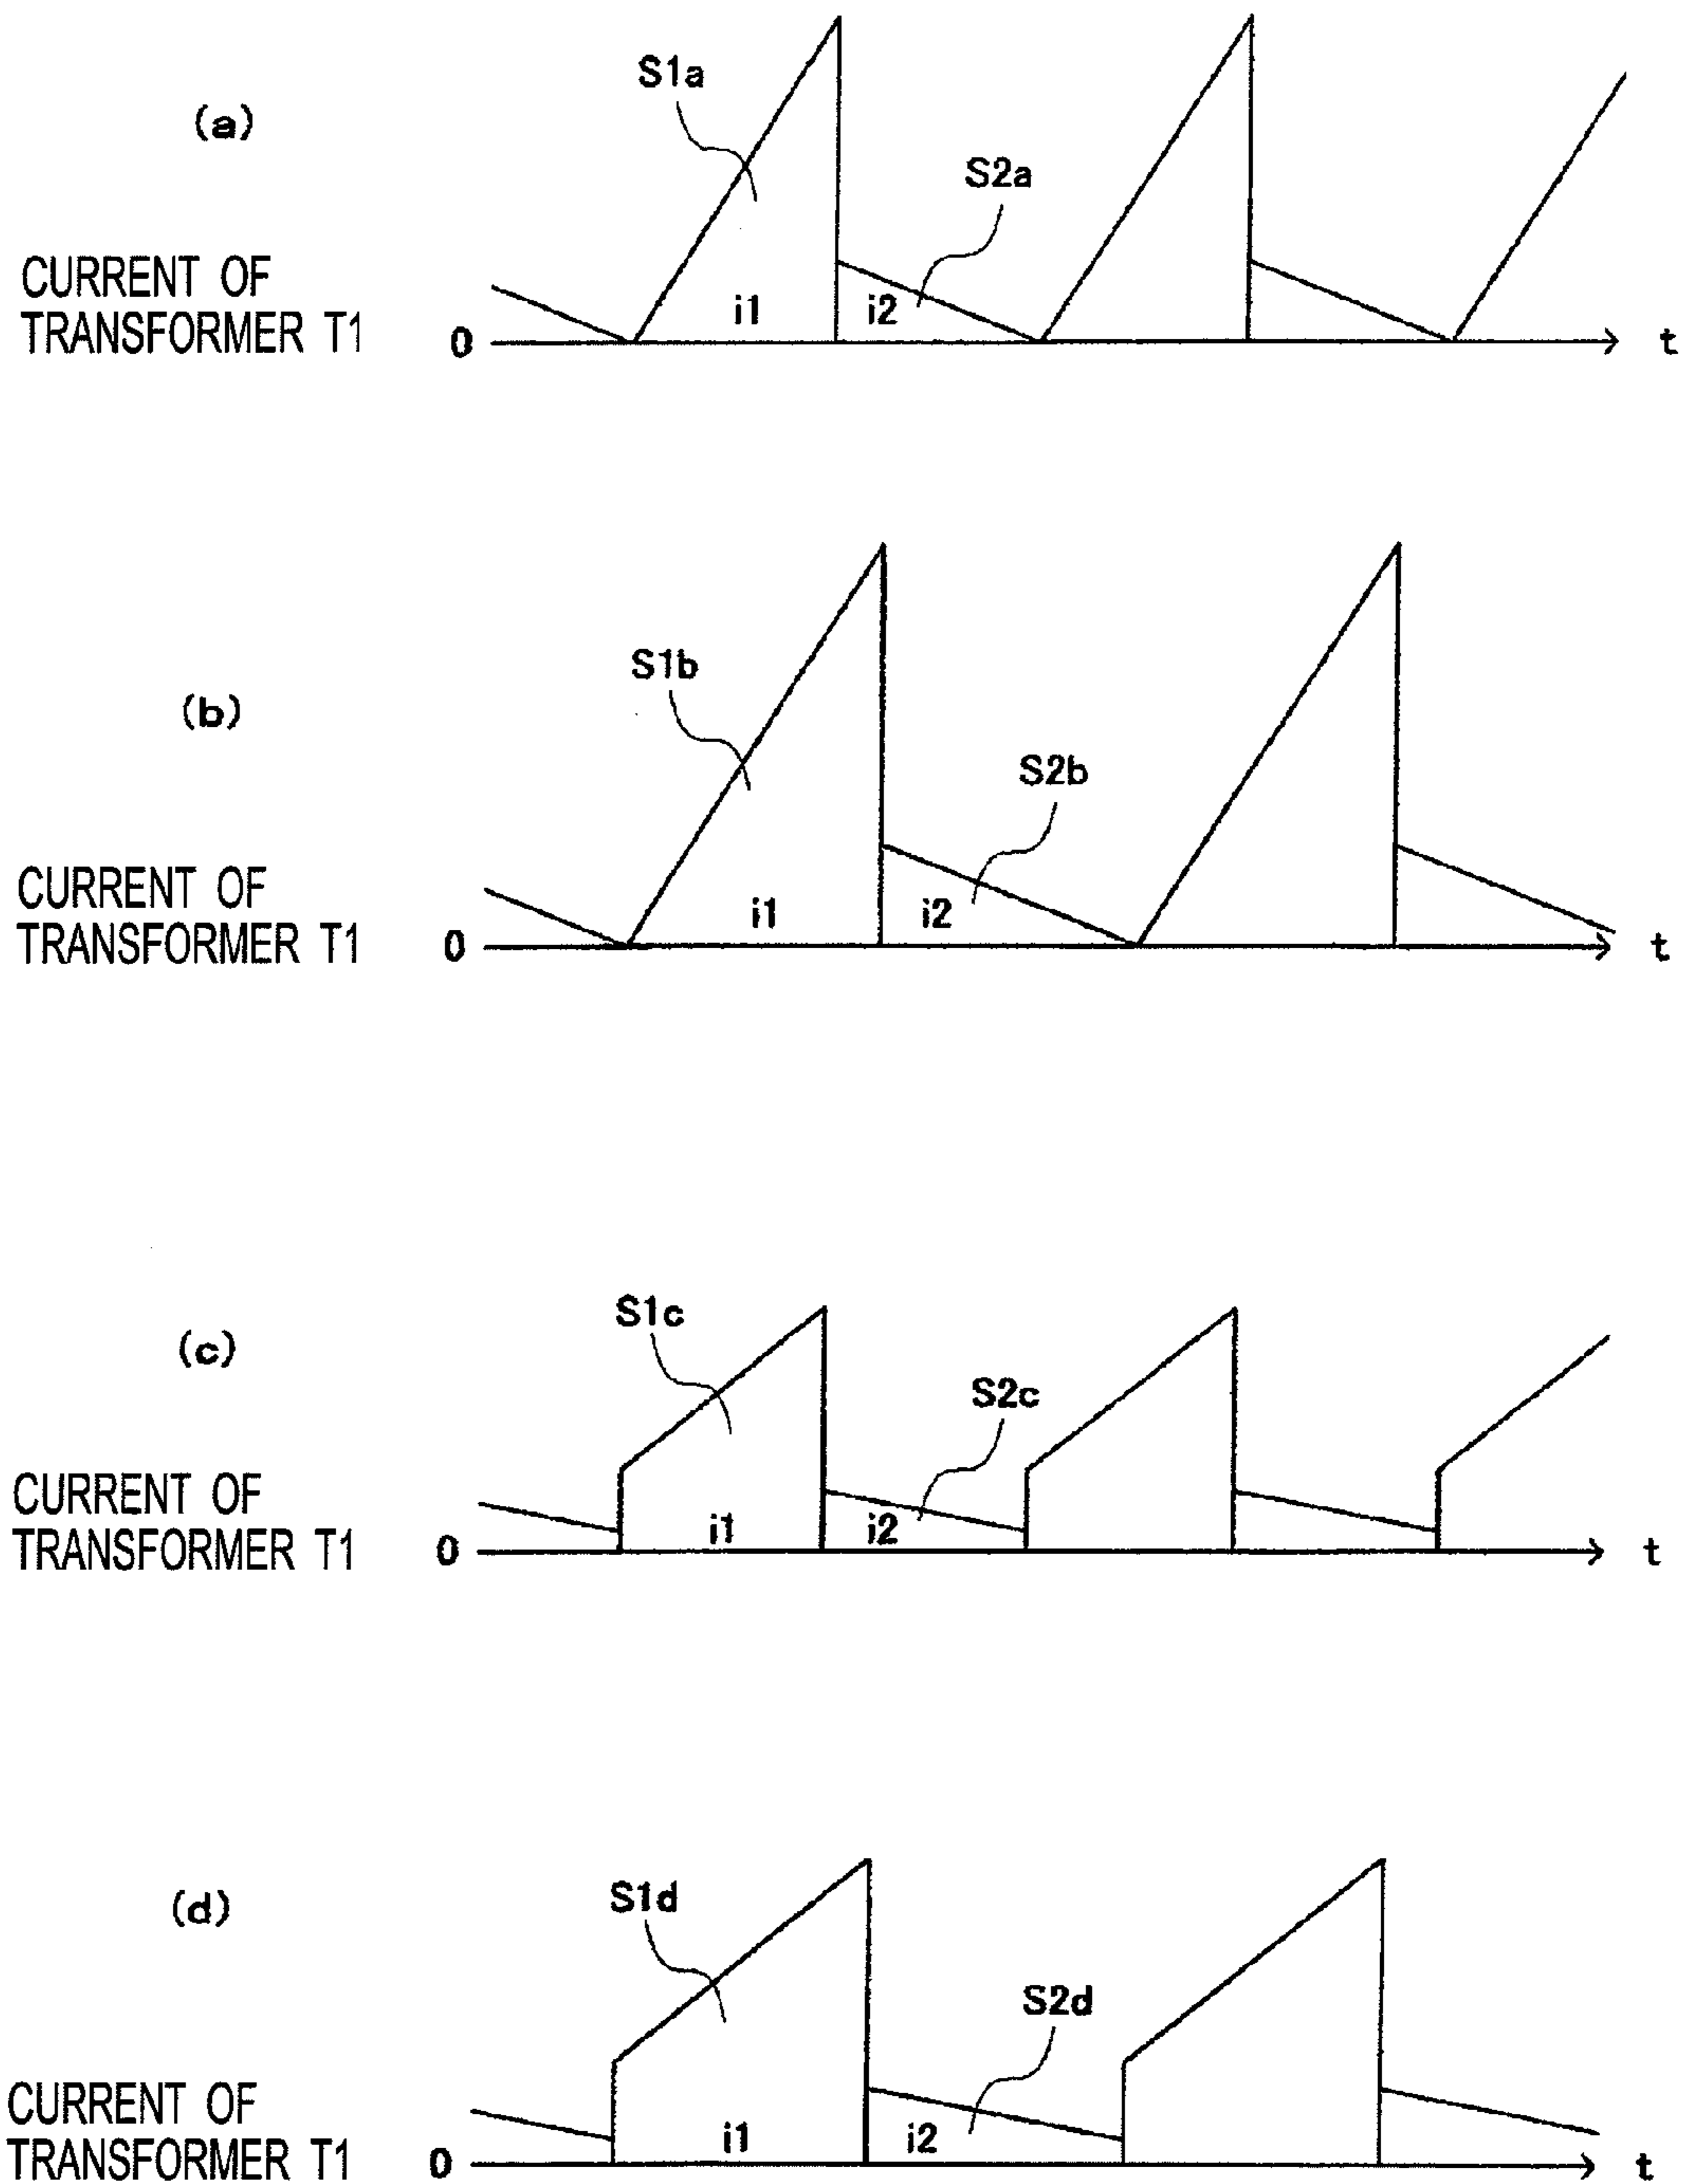 S1a
(a)
S2a
CURRENT OF
TRANSFORMER T1
i1
i2
0
t
S1b
(b)
S2b
CURRENT OF
TRANSFORMER T1
i1
i2
0
t
S1c
(c)
S2c
CURRENT OF
TRANSFORMER T1
i1
i2
0
t
S1d
(d)
S2d
CURRENT OF
TRANSFORMER T1
i1
i2
0
t